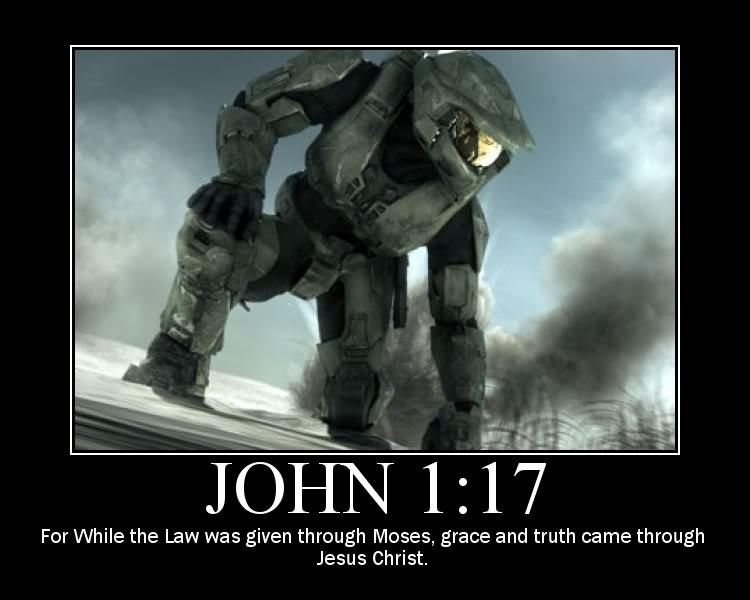 JOHN 1:17
For While the Law was given through Moses, grace and truth came through
Jesus Christ.